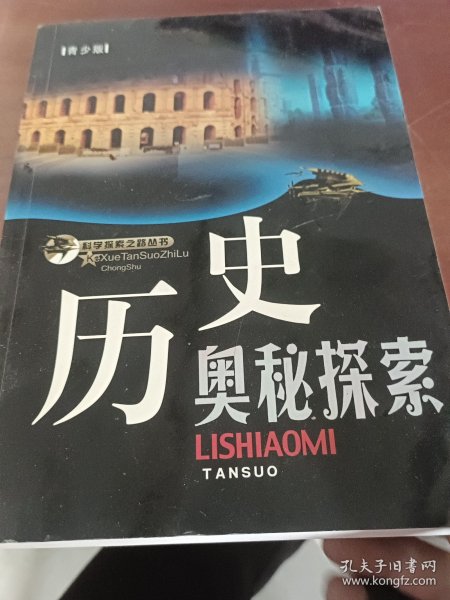 青少版
科学探索之路丛书
KeXueTanSuoZhiLu
ChongShu
历史
奥秘探索
LISHIAOMI
TANSUO
孔夫子旧书网
www.kongfz.com